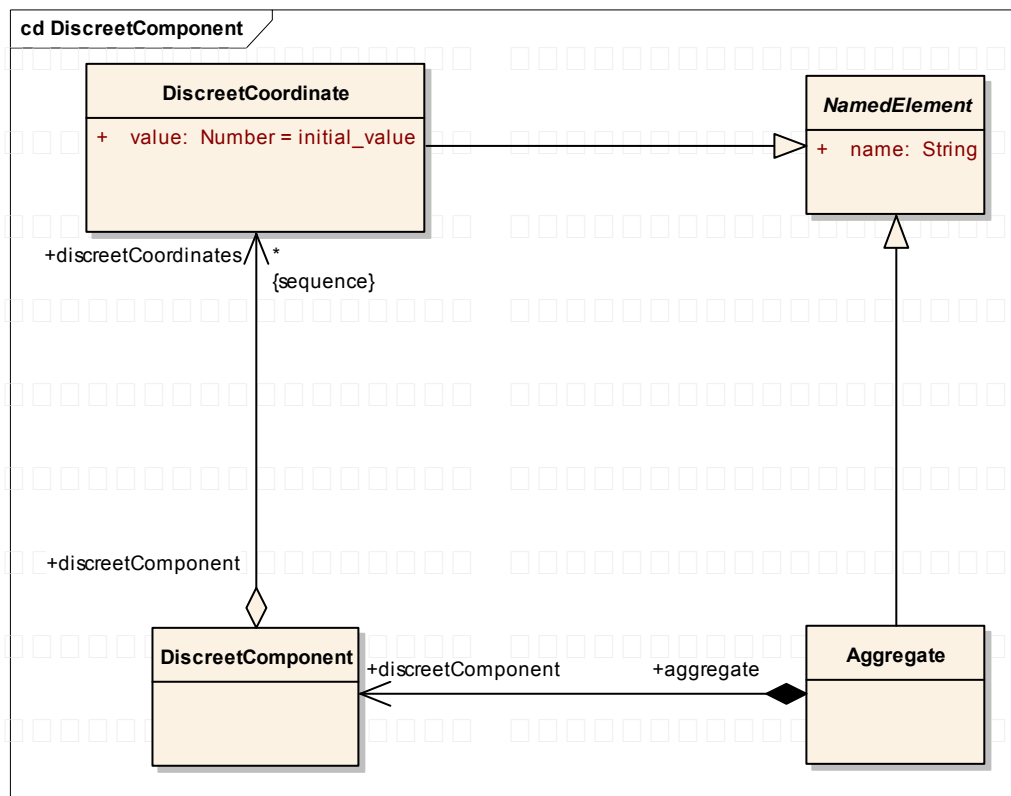 cd DiscreetComponent
DiscreetCoordinate
+ value: Number = initial_value
NamedElement
+ name: String
+discreetCoordinates
*
{sequence}
+discreetComponent
DiscreetComponent
+discreetComponent
+aggregate
Aggregate